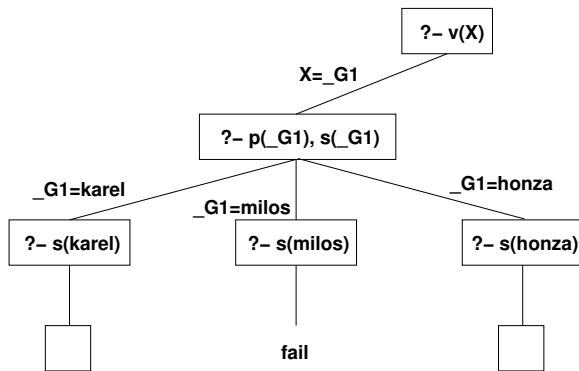 ?– v(X)
X=_G1
?– p(_G1), s(_G1)
_G1=karel
_G1=milos
_G1=honza
?– s(karel)
?– s(milos)
?– s(honza)
fail